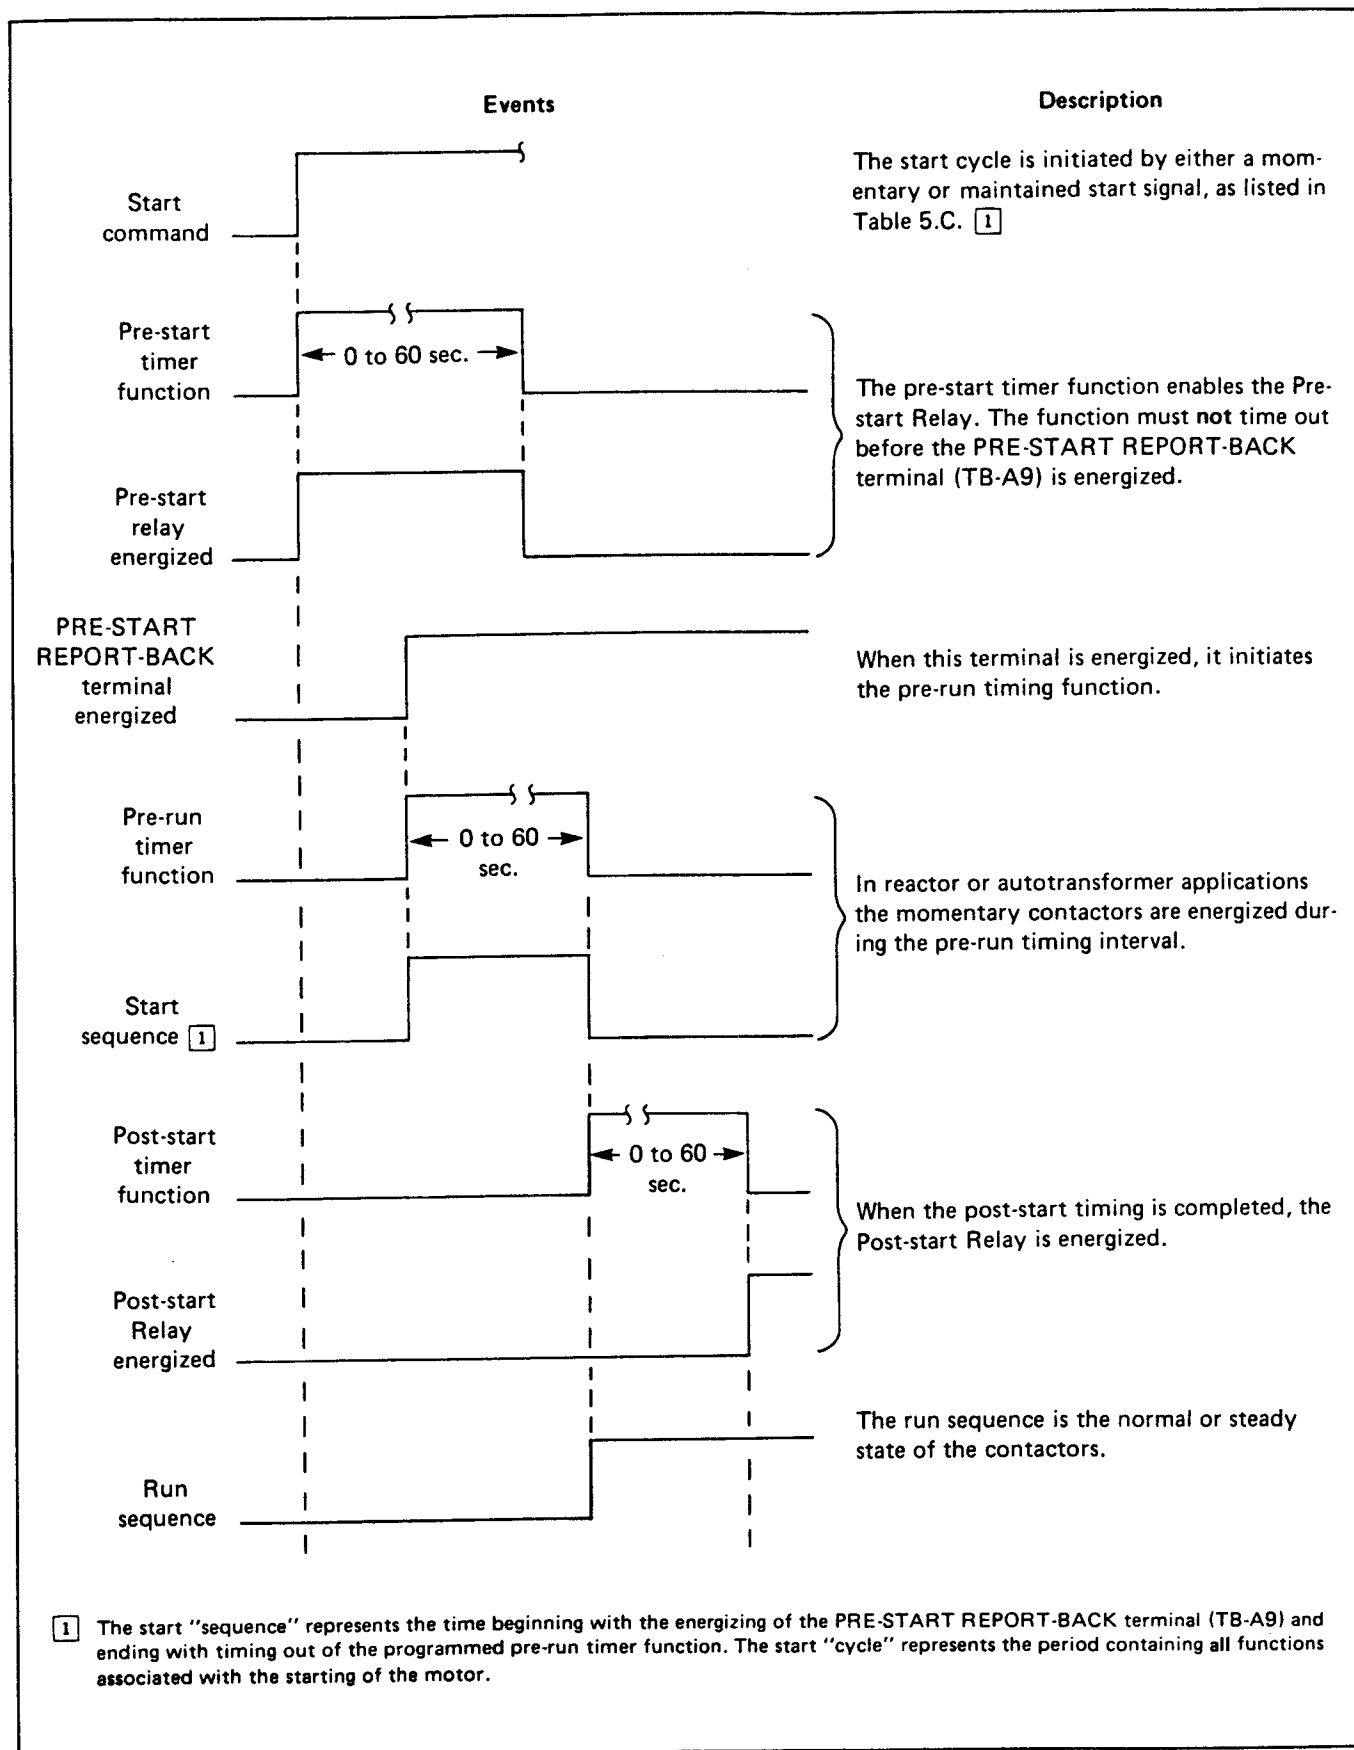 Events
Description
Start
command
The start cycle is initiated by either a mom-
entary or maintained start signal, as listed in
Table 5.C. 1
Pre-start
timer
function
0 to 60 sec.
Pre-start
relay
energized
The pre-start timer function enables the Pre-
start Relay. The function must not time out
before the PRE-START REPORT-BACK
terminal (TB-A9) is energized.
PRE-START
REPORT-BACK
terminal
energized
When this terminal is energized, it initiates
the pre-run timing function.
Pre-run
timer
function
0 to 60
sec.
Start
sequence 1
In reactor or autotransformer applications
the momentary contactors are energized dur-
ing the pre-run timing interval.
Post-start
timer
function
0 to 60
sec.
Post-start
Relay
energized
When the post-start timing is completed, the
Post-start Relay is energized.
Run
sequence
The run sequence is the normal or steady
state of the contactors.
1 The start "sequence" represents the time beginning with the energizing of the PRE-START REPORT-BACK terminal (TB-A9) and
ending with timing out of the programmed pre-run timer function. The start "cycle" represents the period containing all functions
associated with the starting of the motor.